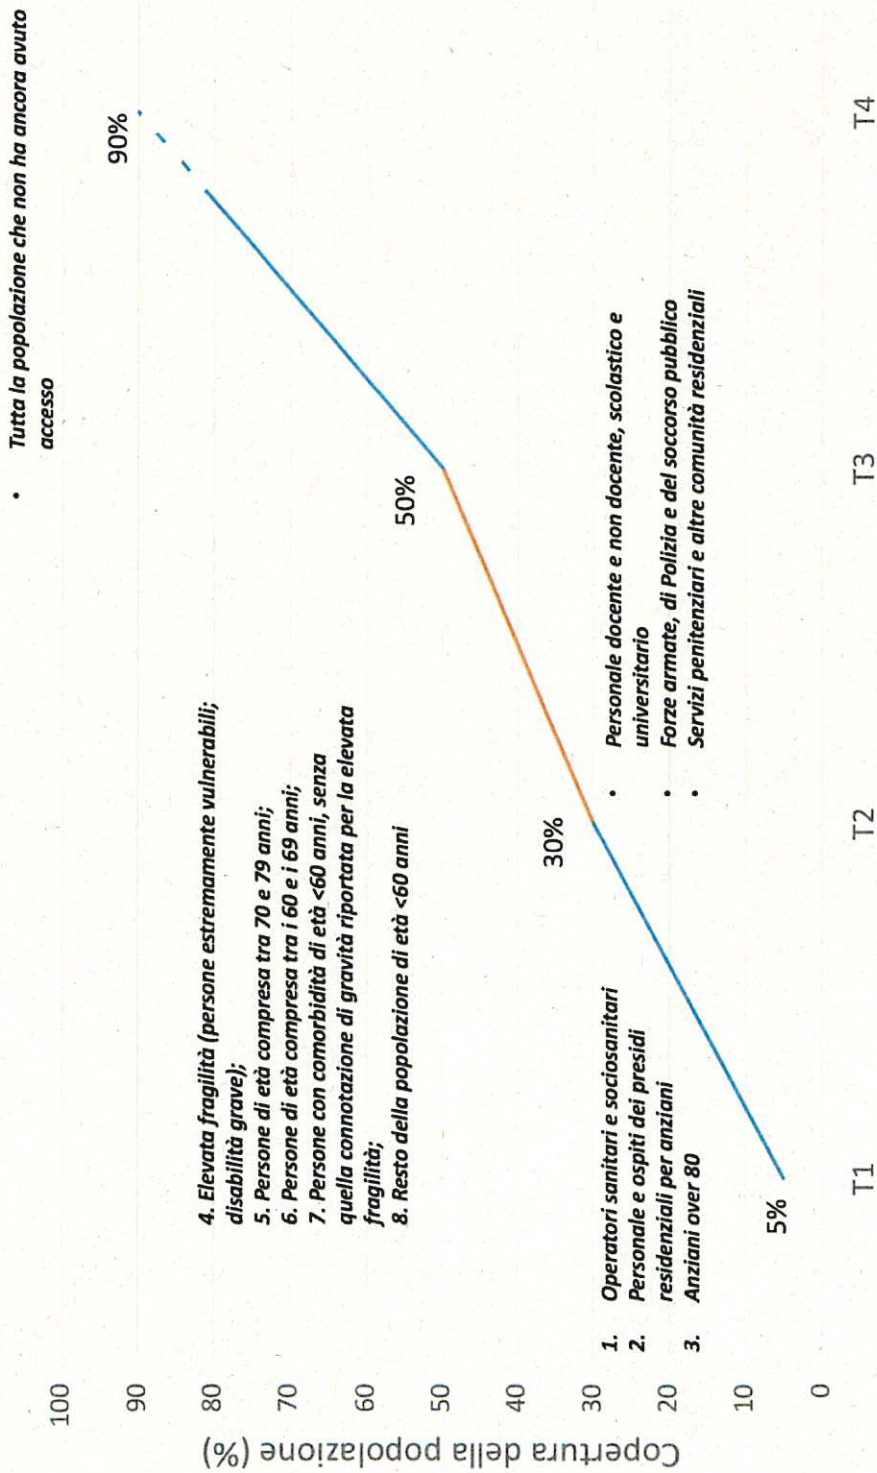 • Tutta la popolazione che non ha ancora avuto
accesso
Copertura della popolazione (%)
100
90
80
70
60
50
40
30
20
10
0
90%
50%
30%
5%
4. Elevata fragilità (persone estremamente vulnerabili;
disabilità grave);
5. Persone di età compresa tra 70 e 79 anni;
6. Persone di età compresa tra i 60 e i 69 anni;
7. Persone con comorbidità di età <60 anni, senza
quella connotazione di gravità riportata per la elevata
fragilità;
8. Resto della popolazione di età <60 anni
1. Operatori sanitari e sociosanitari
2. Personale e ospiti dei presidi
residenziali per anziani
3. Anziani over 80
• Personale docente e non docente, scolastico e
universitario
• Forze armate, di Polizia e del soccorso pubblico
• Servizi penitenziari e altre comunità residenziali
T1
T2
T3
T4